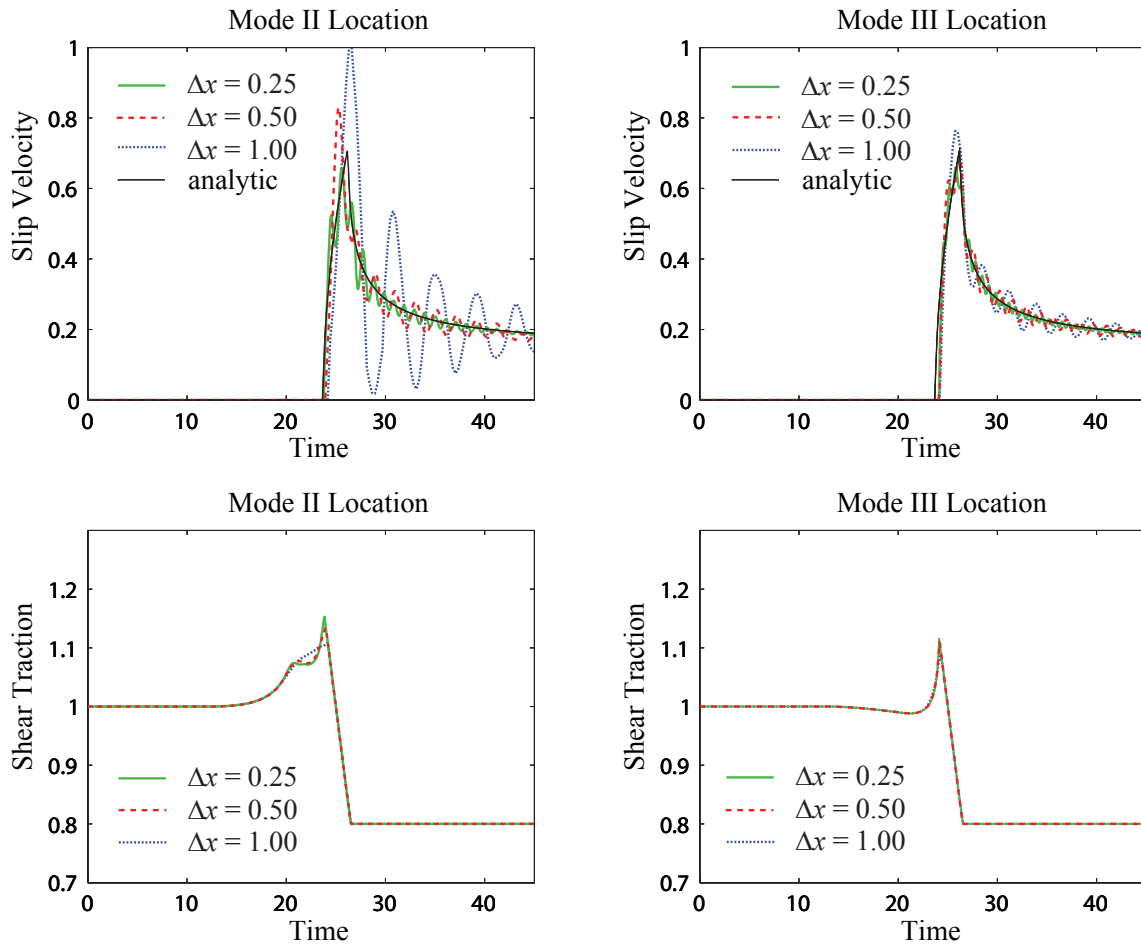 Mode II Location
Slip Velocity
1
0.8
0.6
0.4
0.2
0
Δx = 0.25
Δx = 0.50
Δx = 1.00
analytic
0 10 20 30 40
Time
Mode III Location
Slip Velocity
1
0.8
0.6
0.4
0.2
0
Δx = 0.25
Δx = 0.50
Δx = 1.00
analytic
0 10 20 30 40
Time
Mode II Location
Shear Traction
1.2
1.1
1
0.9
0.8
0.7
Δx = 0.25
Δx = 0.50
Δx = 1.00
0 10 20 30 40
Time
Mode III Location
Shear Traction
1.2
1.1
1
0.9
0.8
0.7
Δx = 0.25
Δx = 0.50
Δx = 1.00
0 10 20 30 40
Time